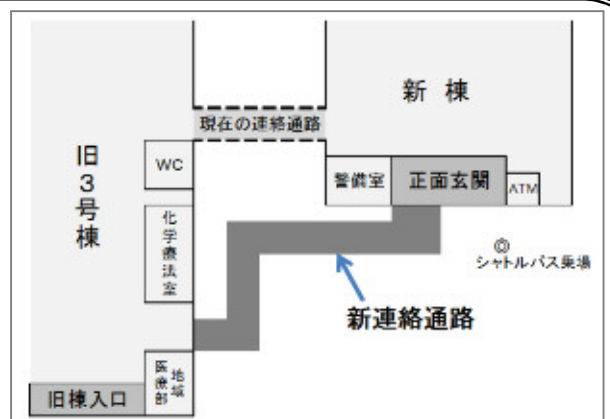 新 棟
現在の連絡通路
旧3号棟
WC
警備室
正面玄関
ATM
化学療法室
◎
シャトルバス乗場
新連絡通路
地域
医療部
旧棟入口